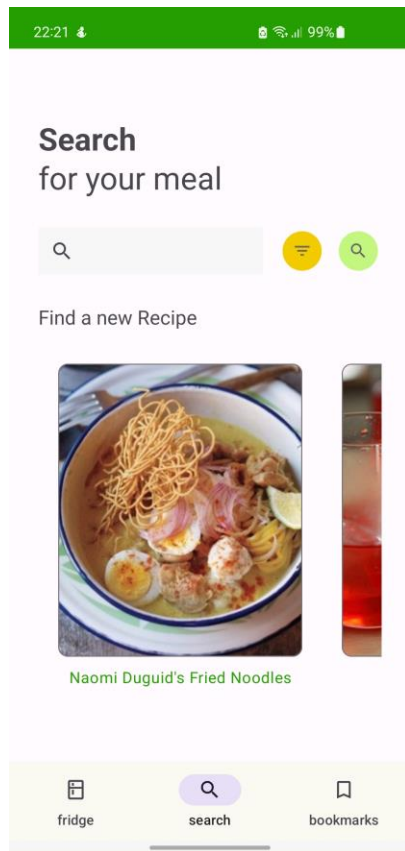 22:21
99%
Search
for your meal
Find a new Recipe
Naomi Duguid's Fried Noodles
fridge
search
bookmarks